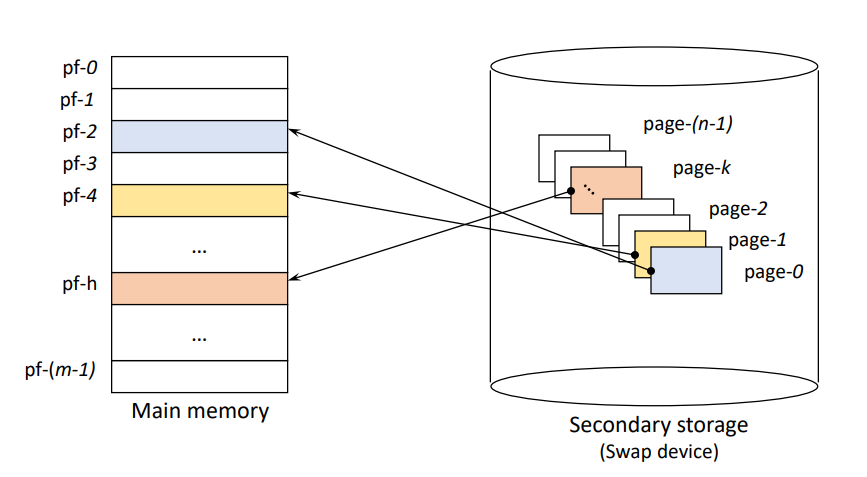 pf-0
pf-1
pf-2
pf-3
pf-4
...
pf-h
...
pf-(m-1)
Main memory
page-(n-1)
page-k
...
page-2
page-1
page-0
Secondary storage
(Swap device)